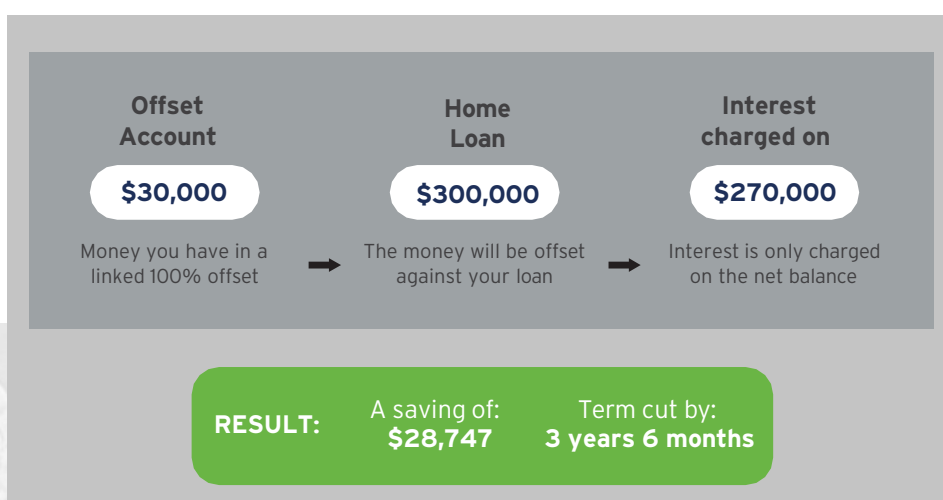 Offset
Account
$30,000
Money you have in a
linked 100% offset
Home
Loan
$300,000
The money will be offset
against your loan
Interest
charged on
$270,000
Interest is only charged
on the net balance
RESULT:
A saving of:
$28,747
Term cut by:
3 years 6 months